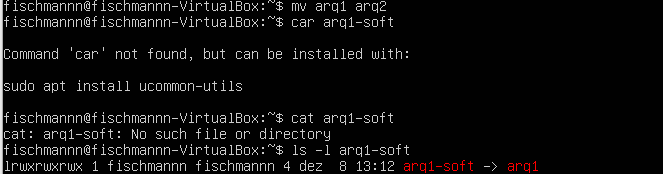 fischmannn@fischmannn-VirtualBox:~$ mv arq1 arq2
fischmannn@fischmannn-VirtualBox:~$ car arq1-soft
Command 'car' not found, but can be installed with:
sudo apt install ucommon-utils
fischmannn@fischmannn-VirtualBox:~$ cat arq1-soft
cat: arq1-soft: No such file or directory
fischmannn@fischmannn-VirtualBox:~$ ls -l arq1-soft
lrwxrwxrwx 1 fischmannn fischmannn 4 dez  8 13:12 arq1-soft -> arq1